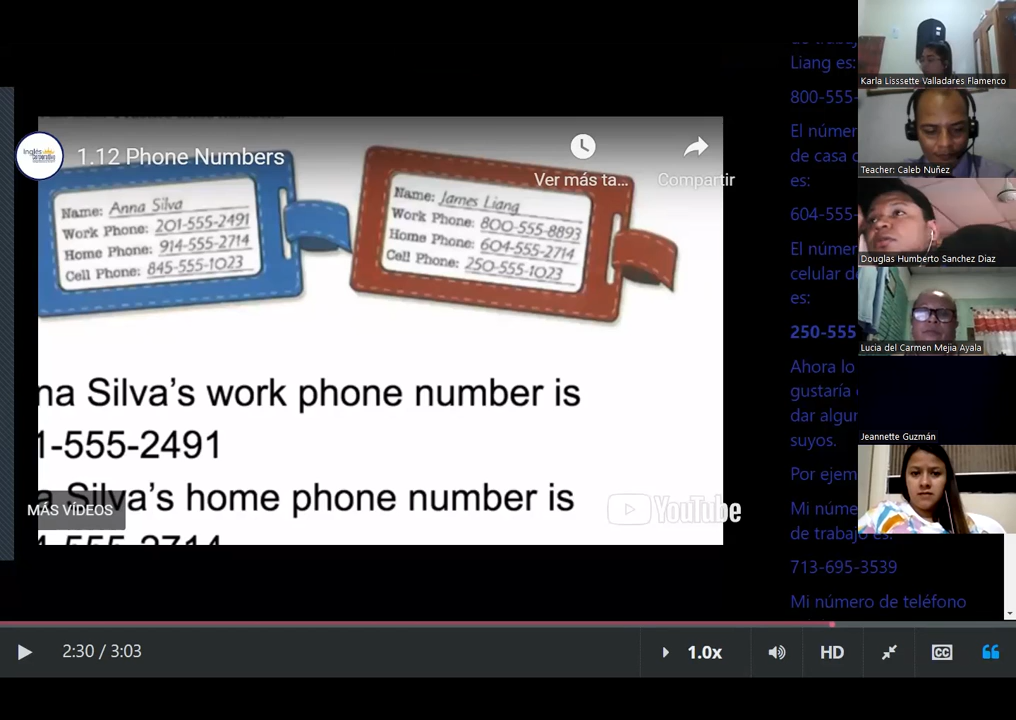 1.12 Phone Numbers
Ver más ta...
Compartir
Inglés
Name: Anna Silva
Work Phone: 201-555-2491
Home Phone: 914-555-2714
Cell Phone: 845-555-1023
Name: James Liang
Work Phone: 800-555-8893
Home Phone: 604-555-2714
Cell Phone: 250-555-1023
na Silva's work phone number is
1-555-2491
a Silva's home phone number is
4-555-2714
MÁS VÍDEOS
YouTube
Liang es:
800-555-
El númer
de casa
es:
604-555-
El númer
celular d
es:
250-555
Ahora lo
gustaría
dar algur
suyos.
Por ejem
Mi núme
de trabajo es:
713-695-3539
Mi número de teléfono
Karla Lisssette Valladares Flamenco
Teacher: Caleb Nuñez
Douglas Humberto Sanchez Diaz
Lucia del Carmen Mejia Ayala
Jeannette Guzmán
2:30 / 3:03
1.0x
HD
CC